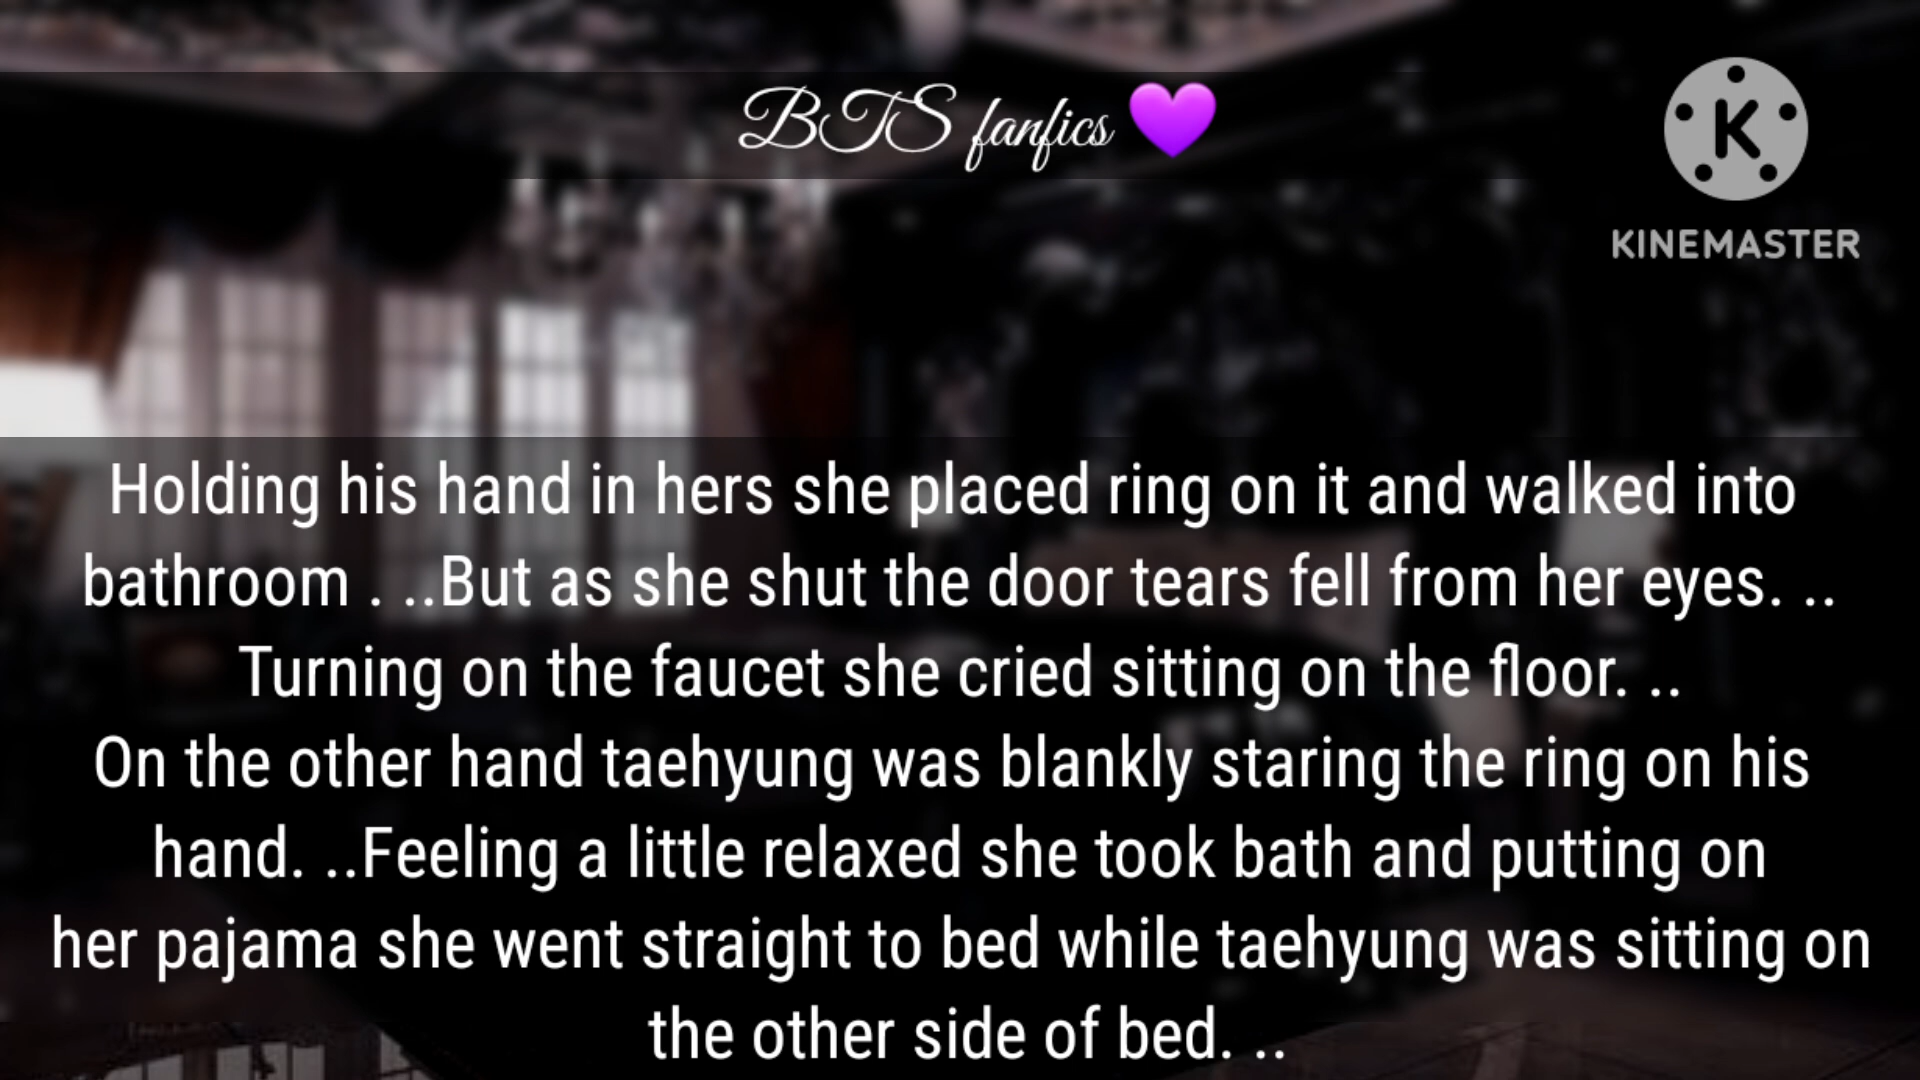 BTS fanfics 💜
K
KINEMASTER
Holding his hand in hers she placed ring on it and walked into
bathroom . ..But as she shut the door tears fell from her eyes. ..
Turning on the faucet she cried sitting on the floor. ..
On the other hand taehyung was blankly staring the ring on his
hand. ..Feeling a little relaxed she took bath and putting on
her pajama she went straight to bed while taehyung was sitting on
the other side of bed. ..